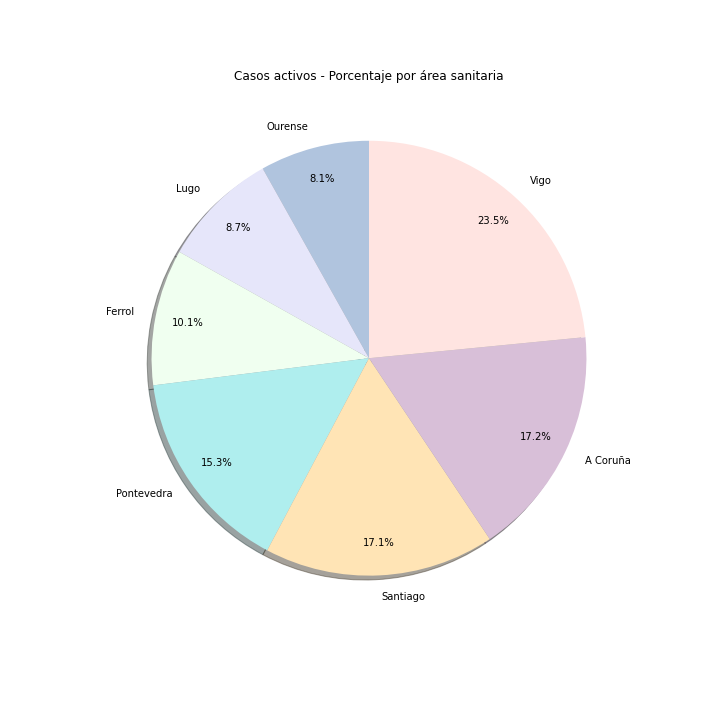 Casos activos - Porcentaje por área sanitaria
Ourense
8.1%
Vigo
23.5%
Lugo
8.7%
Ferrol
10.1%
A Coruña
17.2%
Pontevedra
15.3%
Santiago
17.1%